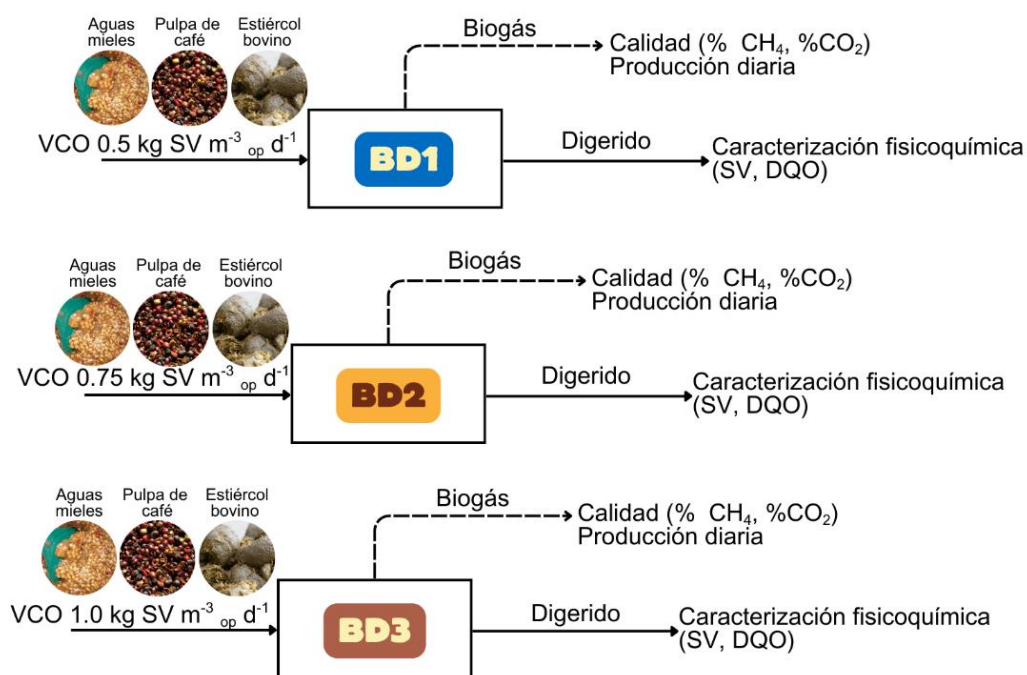 Aguas mieles
Pulpa de café
Estiércol bovino
Biogás
Calidad (% CH₄, %CO₂)
Producción diaria
VCO 0.5 kg SV m⁻³ op d⁻¹
BD1
Digerido
Caracterización fisicoquímica
(SV, DQO)
Aguas mieles
Pulpa de café
Estiércol bovino
Biogás
Calidad (% CH₄, %CO₂)
Producción diaria
VCO 0.75 kg SV m⁻³ op d⁻¹
BD2
Digerido
Caracterización fisicoquímica
(SV, DQO)
Aguas mieles
Pulpa de café
Estiércol bovino
Biogás
Calidad (% CH₄, %CO₂)
Producción diaria
VCO 1.0 kg SV m⁻³ op d⁻¹
BD3
Digerido
Caracterización fisicoquímica
(SV, DQO)